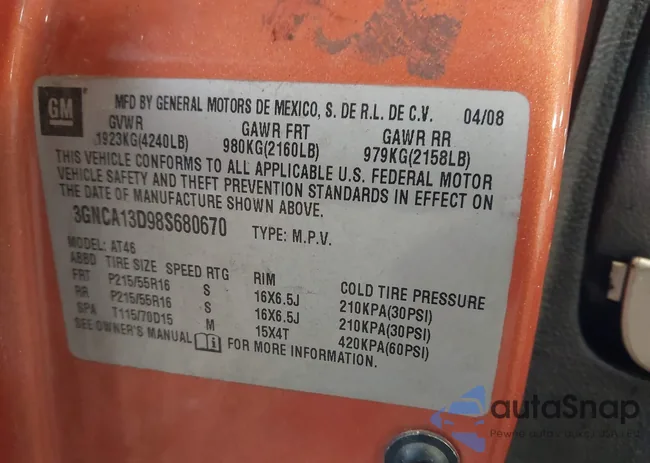 GM
MFD BY GENERAL MOTORS DE MEXICO, S. DE R.L. DE C.V. 04/08
GVWR GAWR FRT GAWR RR
1923KG(4240LB) 980KG(2160LB) 979KG(2158LB)
THIS VEHICLE CONFORMS TO ALL APPLICABLE U.S. FEDERAL MOTOR
VEHICLE SAFETY AND THEFT PREVENTION STANDARDS IN EFFECT ON
THE DATE OF MANUFACTURE SHOWN ABOVE.
3GNCA13D98S680670 TYPE: M.P.V.
MODEL: AT46
ABBD TIRE SIZE SPEED RTG RIM COLD TIRE PRESSURE
FRT P215/55R16 S 16X6.5J 210KPA(30PSI)
RR P215/55R16 S 16X6.5J 210KPA(30PSI)
SPA T115/70D15 M 15X4T 420KPA(60PSI)
SEE OWNER'S MANUAL FOR MORE INFORMATION.
autaSnap